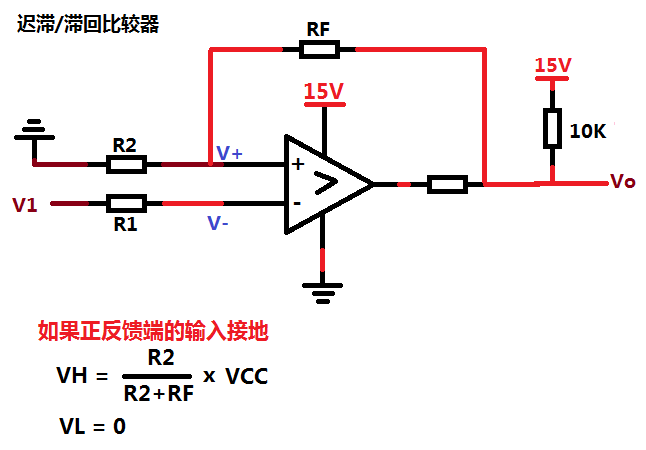 迟滞/滞回比较器
RF
15V
15V
10K
R2
V+
+
V1
R1
V-
-
>
Vo
如果正反馈端的输入接地
VH = R2
R2+RF x VCC
VL = 0